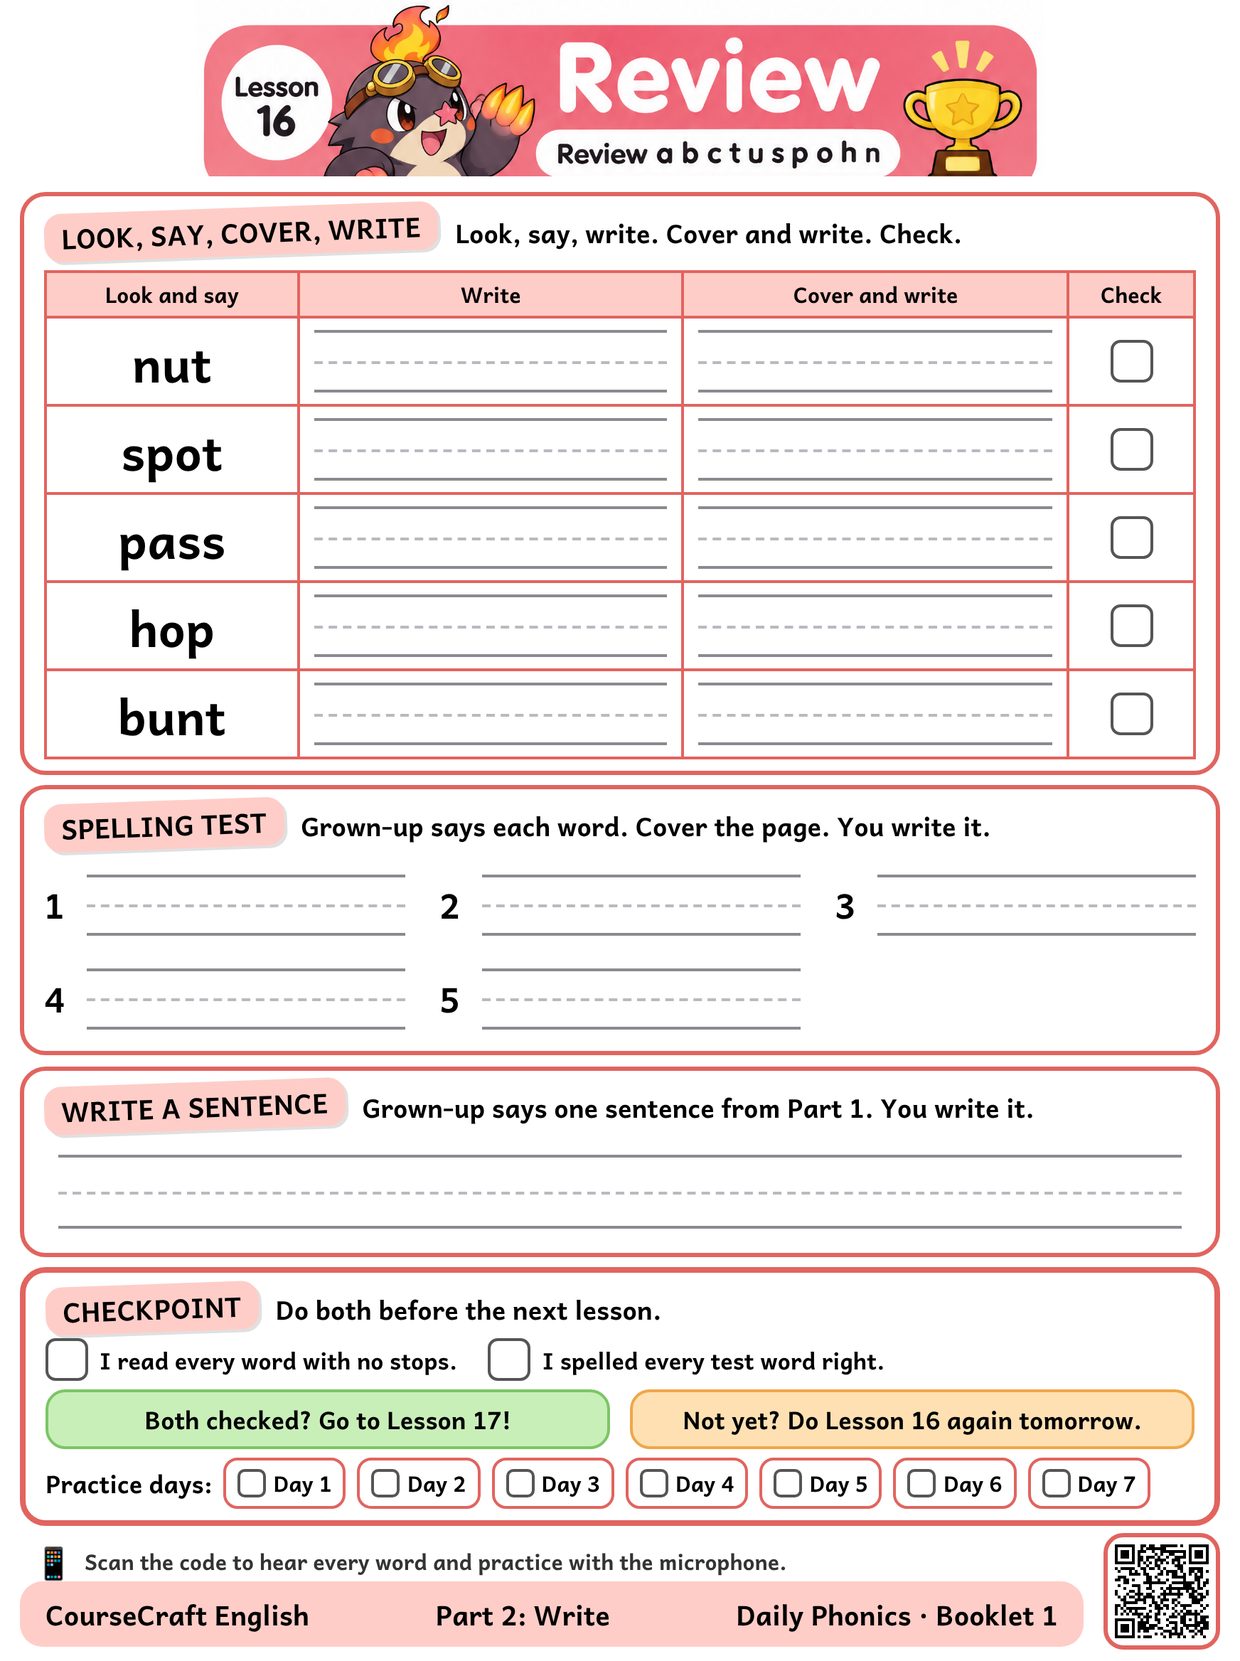 Lesson
16
Review
Review a b c t u s p o h n
LOOK, SAY, COVER, WRITE
Look, say, write. Cover and write. Check.
Look and say Write Cover and write Check
nut
spot
pass
hop
bunt
SPELLING TEST
Grown-up says each word. Cover the page. You write it.
1 2 3
4 5
WRITE A SENTENCE
Grown-up says one sentence from Part 1. You write it.
CHECKPOINT
Do both before the next lesson.
I read every word with no stops. I spelled every test word right.
Both checked? Go to Lesson 17! Not yet? Do Lesson 16 again tomorrow.
Practice days: Day 1 Day 2 Day 3 Day 4 Day 5 Day 6 Day 7
Scan the code to hear every word and practice with the microphone.
CourseCraft English Part 2: Write Daily Phonics · Booklet 1